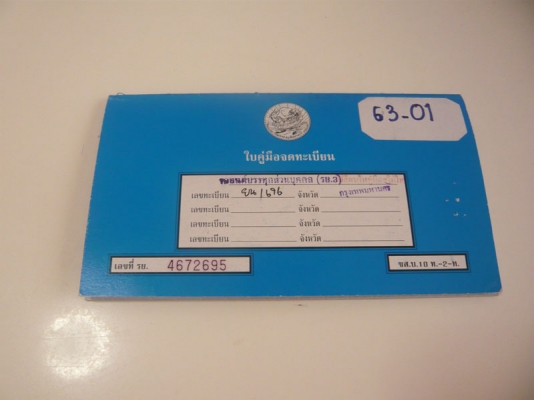 63-01
ใบคู่มือจดทะเบียน
รถยนต์บรรทุกส่วนบุคคล (รย.3)
เลขทะเบียน ยน/696 จังหวัด กรุงเทพมหานคร
เลขทะเบียน จังหวัด
เลขทะเบียน จังหวัด
เลขทะเบียน จังหวัด
เลขที่ รย. 4672695
ขส.บ.10 ท.-2-ท.